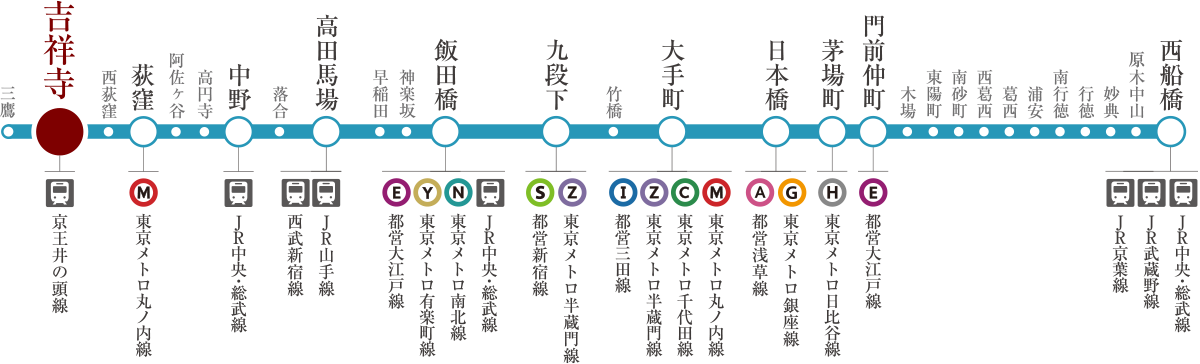 三鷹
吉祥寺
西荻窪
荻窪
阿佐ヶ谷
高円寺
中野
落合
高田馬場
早稲田
神楽坂
飯田橋
九段下
竹橋
大手町
日本橋
茅場町
門前仲町
木場
東陽町
南砂町
西葛西
葛西
浦安
南行徳
行徳
妙典
原木中山
西船橋
京王井の頭線
M
東京メトロ丸ノ内線
JR中央・総武線
西武新宿線
JR山手線
E
都営大江戸線
Y
東京メトロ有楽町線
N
東京メトロ南北線
JR中央・総武線
S
都営新宿線
Z
東京メトロ半蔵門線
I
都営三田線
Z
東京メトロ半蔵門線
C
東京メトロ千代田線
M
東京メトロ丸ノ内線
A
都営浅草線
G
東京メトロ銀座線
H
東京メトロ日比谷線
E
都営大江戸線
JR京葉線
JR武蔵野線
JR中央・総武線